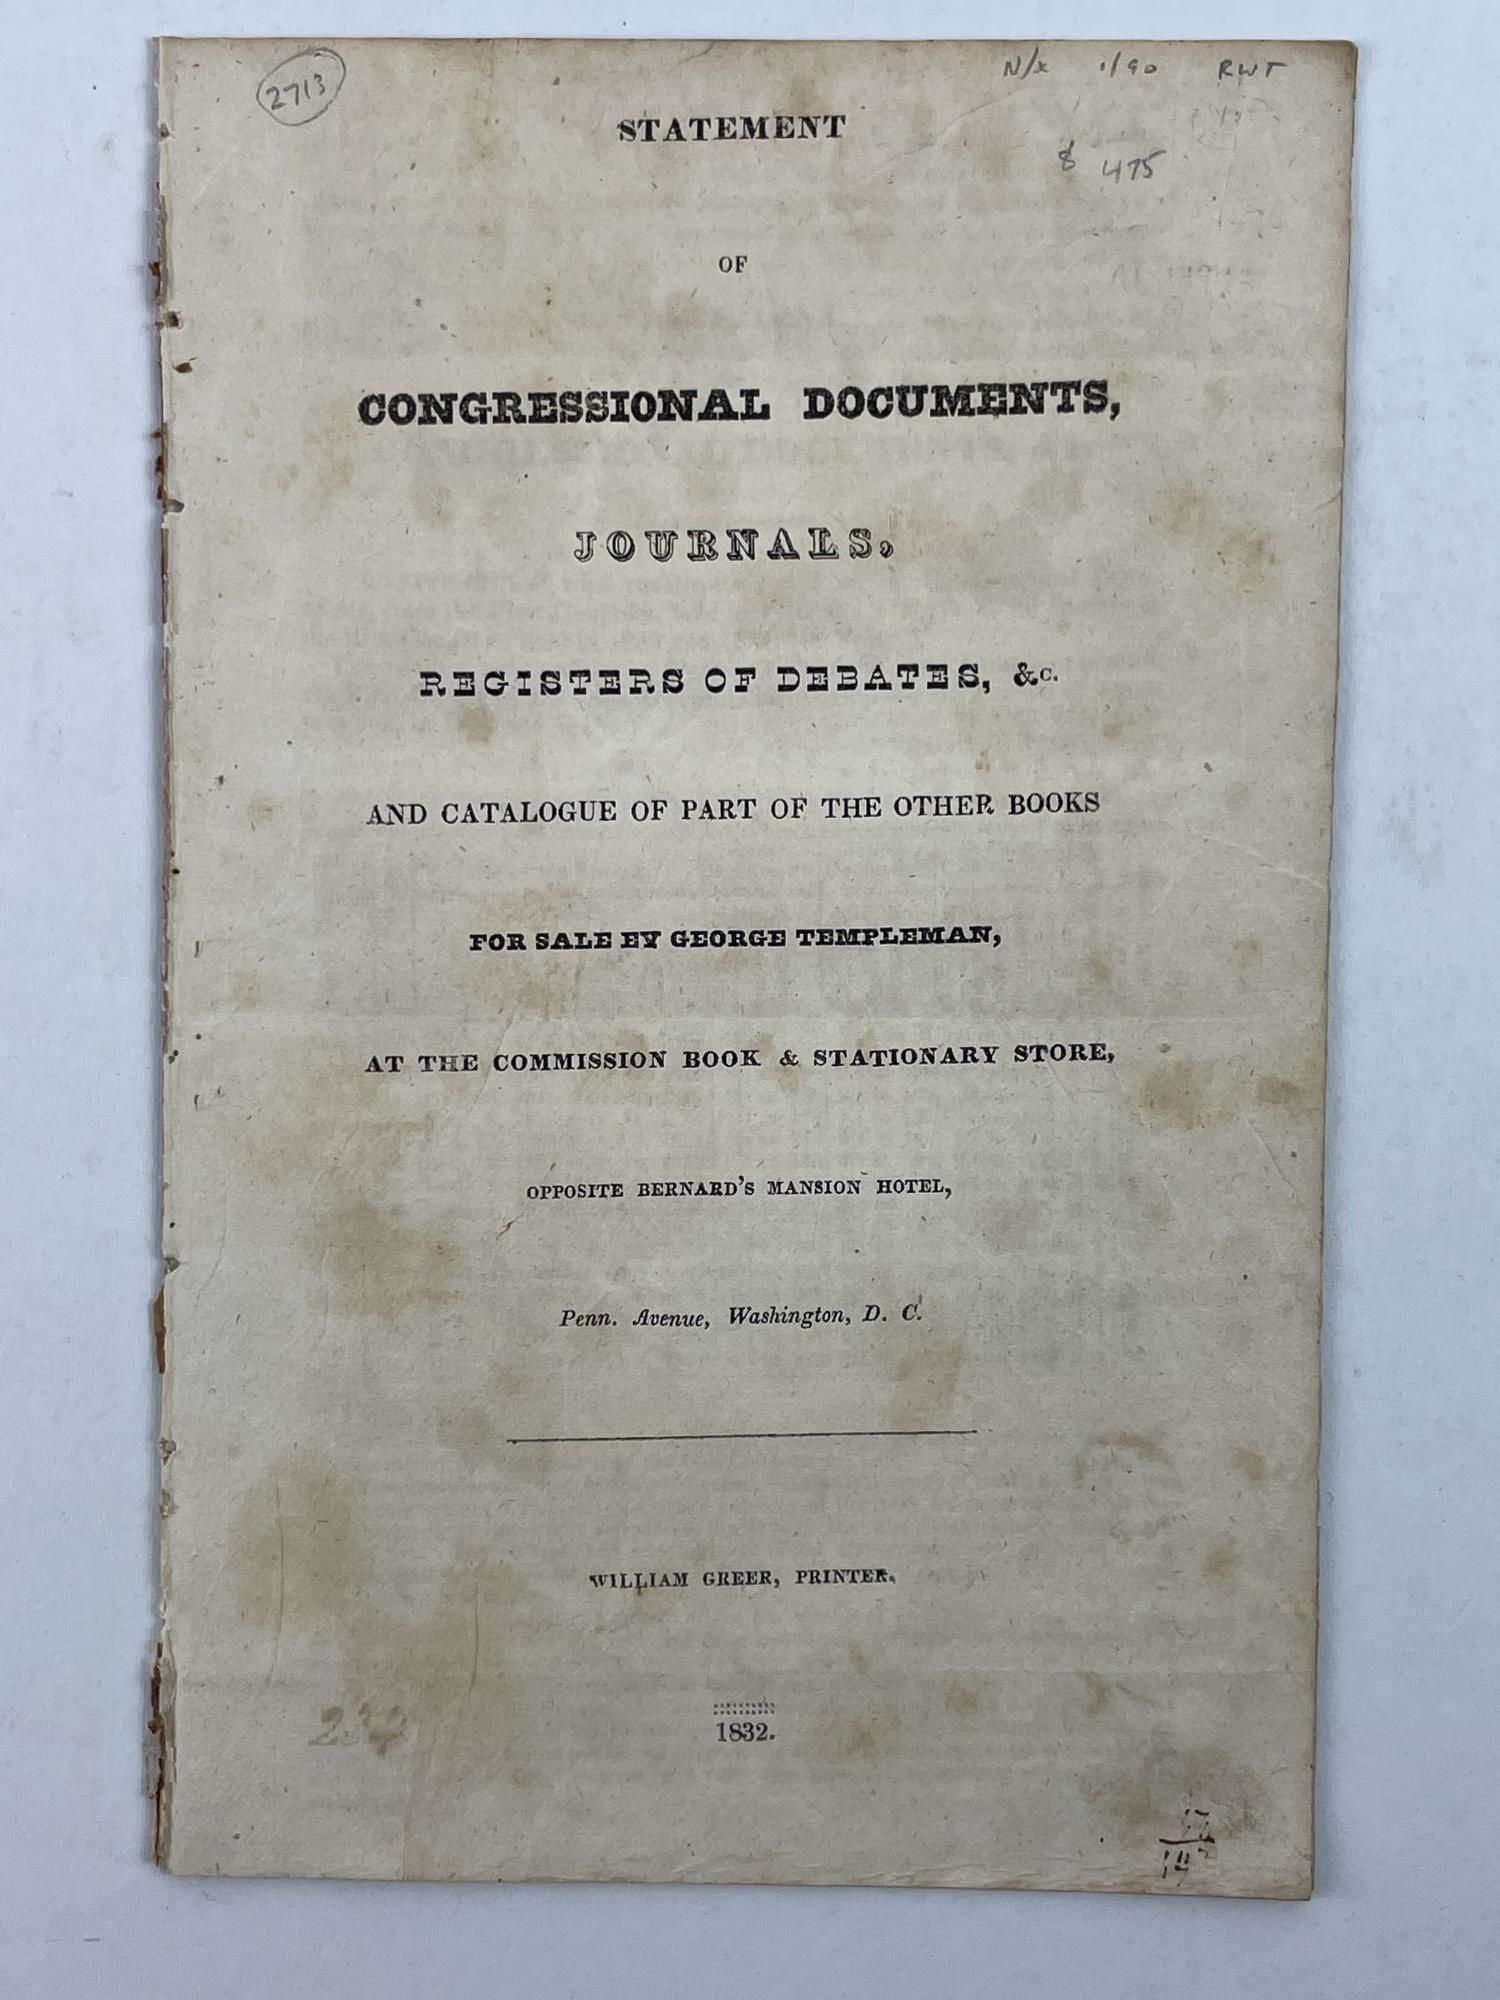 2713
N/x 1/90 RWT
$ 475
STATEMENT
OF
CONGRESSIONAL DOCUMENTS,
JOURNALS,
REGISTERS OF DEBATES, &c.
AND CATALOGUE OF PART OF THE OTHER BOOKS
FOR SALE BY GEORGE TEMPLEMAN,
AT THE COMMISSION BOOK & STATIONARY STORE,
OPPOSITE BERNARD'S MANSION HOTEL,
Penn. Avenue, Washington, D. C.
WILLIAM GREER, PRINTER.
1832.